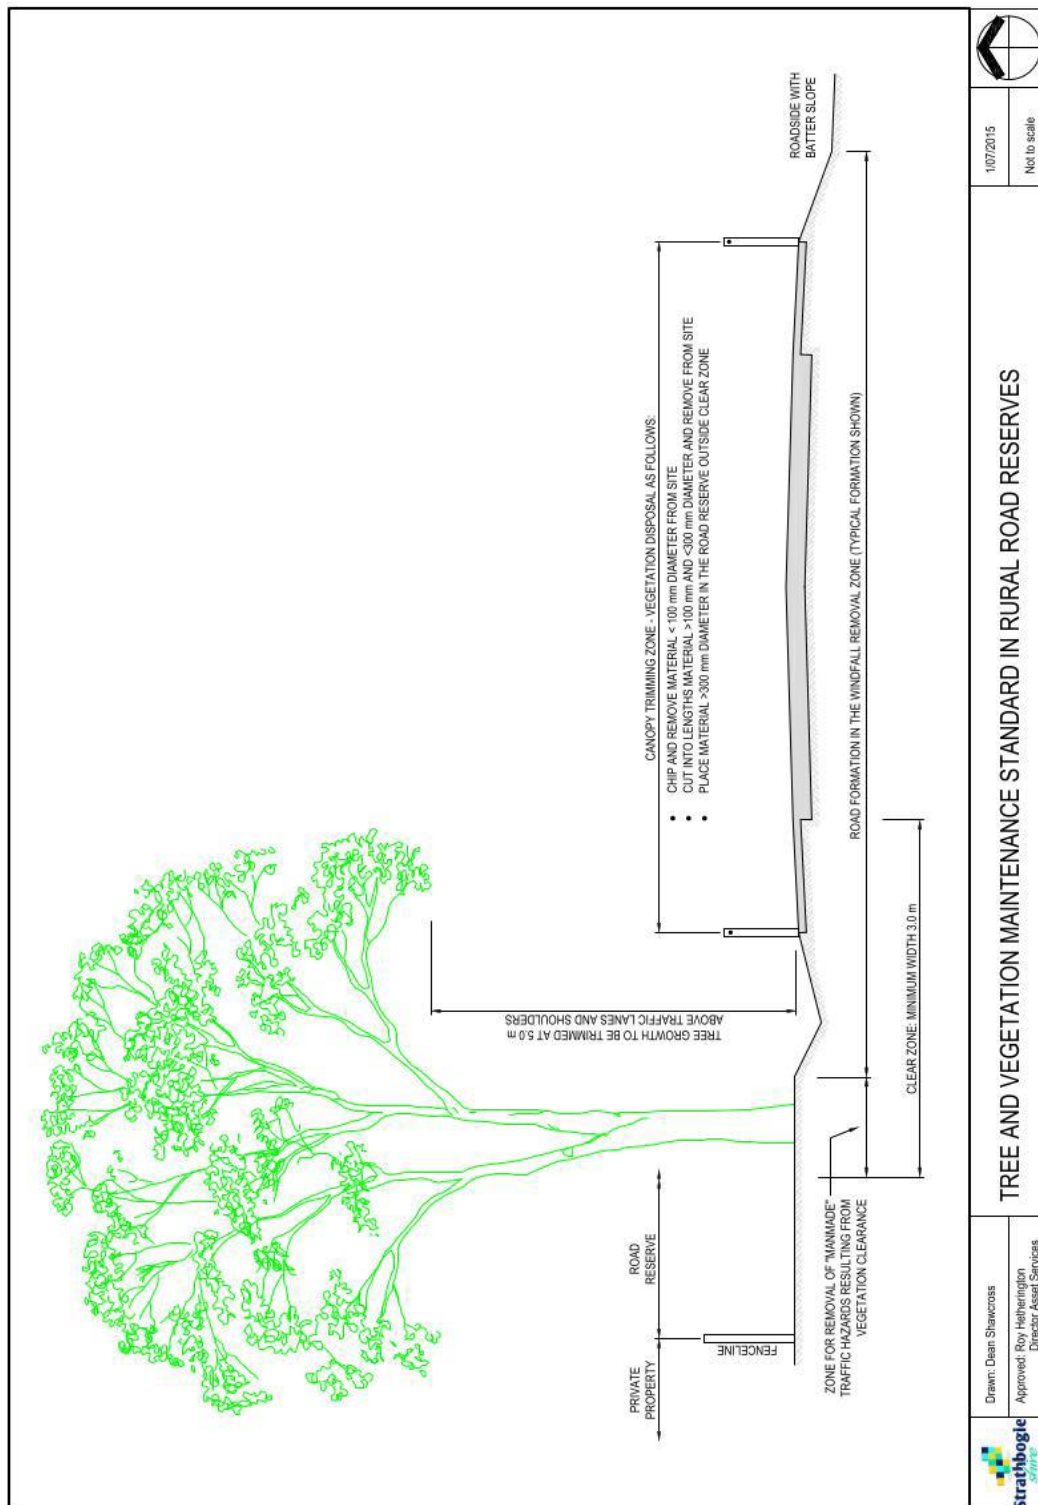 CANOPY TRIMMING ZONE - VEGETATION DISPOSAL AS FOLLOWS:
• CHIP AND REMOVE MATERIAL < 100 mm DIAMETER FROM SITE
• CUT INTO LENGTHS MATERIAL >100 mm AND <300 mm DIAMETER AND REMOVE FROM SITE
• PLACE MATERIAL >300 mm DIAMETER IN THE ROAD RESERVE OUTSIDE CLEAR ZONE
TREE GROWTH TO BE TRIMMED AT 5.0 m
ABOVE TRAFFIC LANES AND SHOULDERS
PRIVATE
PROPERTY
ROAD
RESERVE
FENCELINE
ROADSIDE WITH
BATTER SLOPE
ZONE FOR REMOVAL OF "MANMADE"
TRAFFIC HAZARDS RESULTING FROM
VEGETATION CLEARANCE
ROAD FORMATION IN THE WINDFALL REMOVAL ZONE (TYPICAL FORMATION SHOWN)
CLEAR ZONE: MINIMUM WIDTH 3.0 m
Strathbogie
shire
Drawn: Dean Shawcross
Approved: Roy Hetherington
Director Asset Services
TREE AND VEGETATION MAINTENANCE STANDARD IN RURAL ROAD RESERVES
1/07/2015
Not to scale